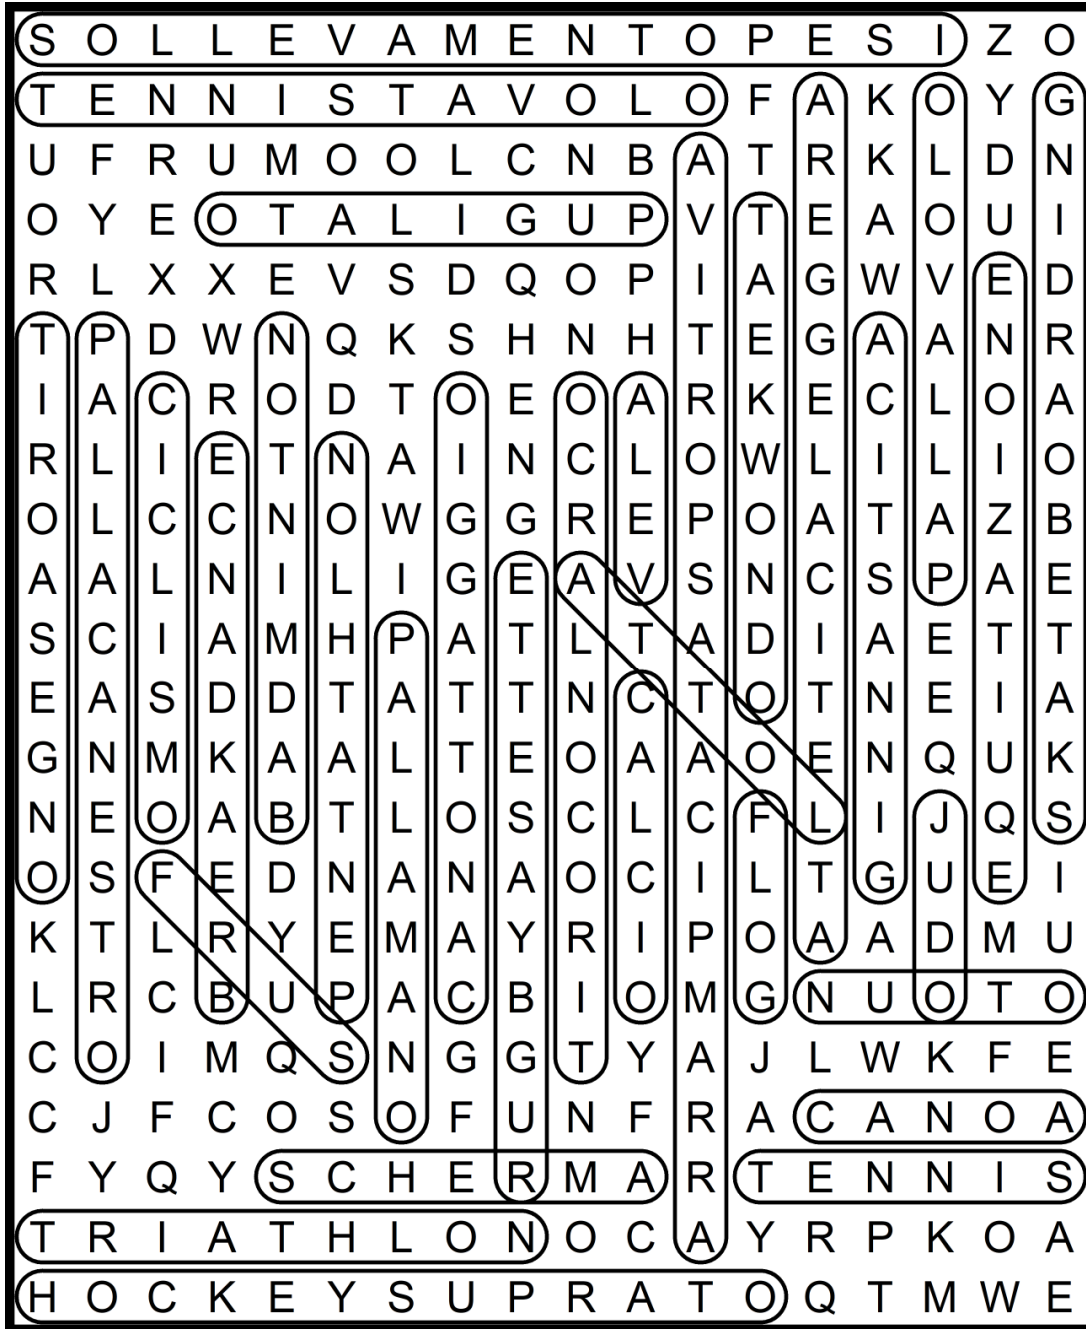 S O L L E V A M E N T O P E S I Z O
T E N N I S T A V O L O F A K O Y G
U F R U M O O L C N B A T R K L D N
O Y E O T A L I G U P V T E A O U I
R L X X E V S D Q O P I A G W V E D
T P D W N Q K S H N H T E G A A N R
I A C R O D T O E O A R K E C L O A
R L I E T N A I N C L O W L I L I O
O L C C N O W G G R E P O A T A Z B
A A L N I L I G E A V S N C S P A E
S C I A M H P A T L T A D I A E T T
E A S D D T A T T N C T O T N E I A
G N M K A A L T E O A A O E N Q U K
N E O A B T L O S C L C F L I J Q S
O S F E D N A N A O C I L T G U E I
K T L R Y E M A Y R I P O A A D M U
L R C B U P A C B I O M G N U O T O
C O I M Q S N G G T Y A J L W K F E
C J F C O S O F U N F R A C A N O A
F Y Q Y S C H E R M A R T E N N I S
T R I A T H L O N O C A Y R P K O A
H O C K E Y S U P R A T O Q T M W E